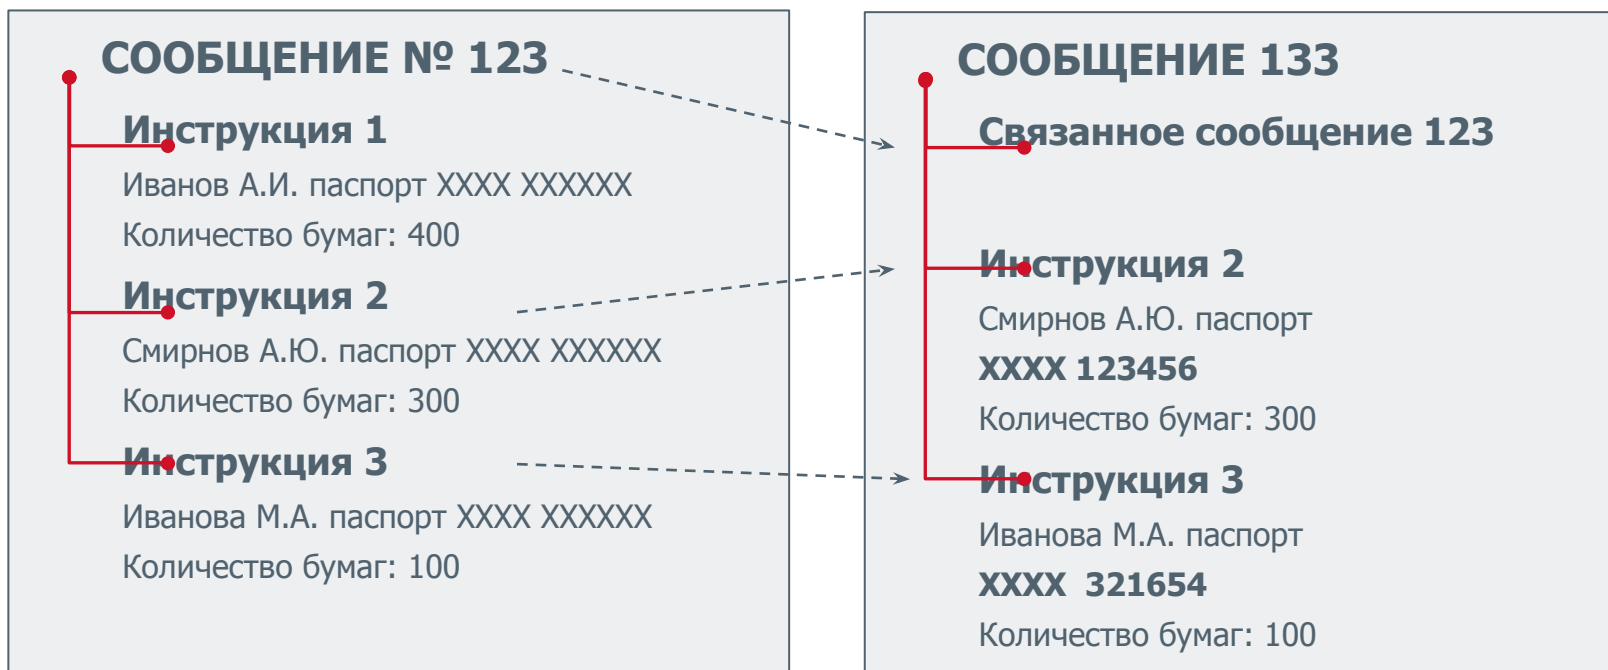 СООБЩЕНИЕ № 123
Инструкция 1
Иванов А.И. паспорт XXXX XXXXXX
Количество бумаг: 400
Инструкция 2
Смирнов А.Ю. паспорт XXXX XXXXXX
Количество бумаг: 300
Инструкция 3
Иванова М.А. паспорт XXXX XXXXXX
Количество бумаг: 100
СООБЩЕНИЕ 133
Связанное сообщение 123
Инструкция 2
Смирнов А.Ю. паспорт
XXXX 123456
Количество бумаг: 300
Инструкция 3
Иванова М.А. паспорт
XXXX 321654
Количество бумаг: 100